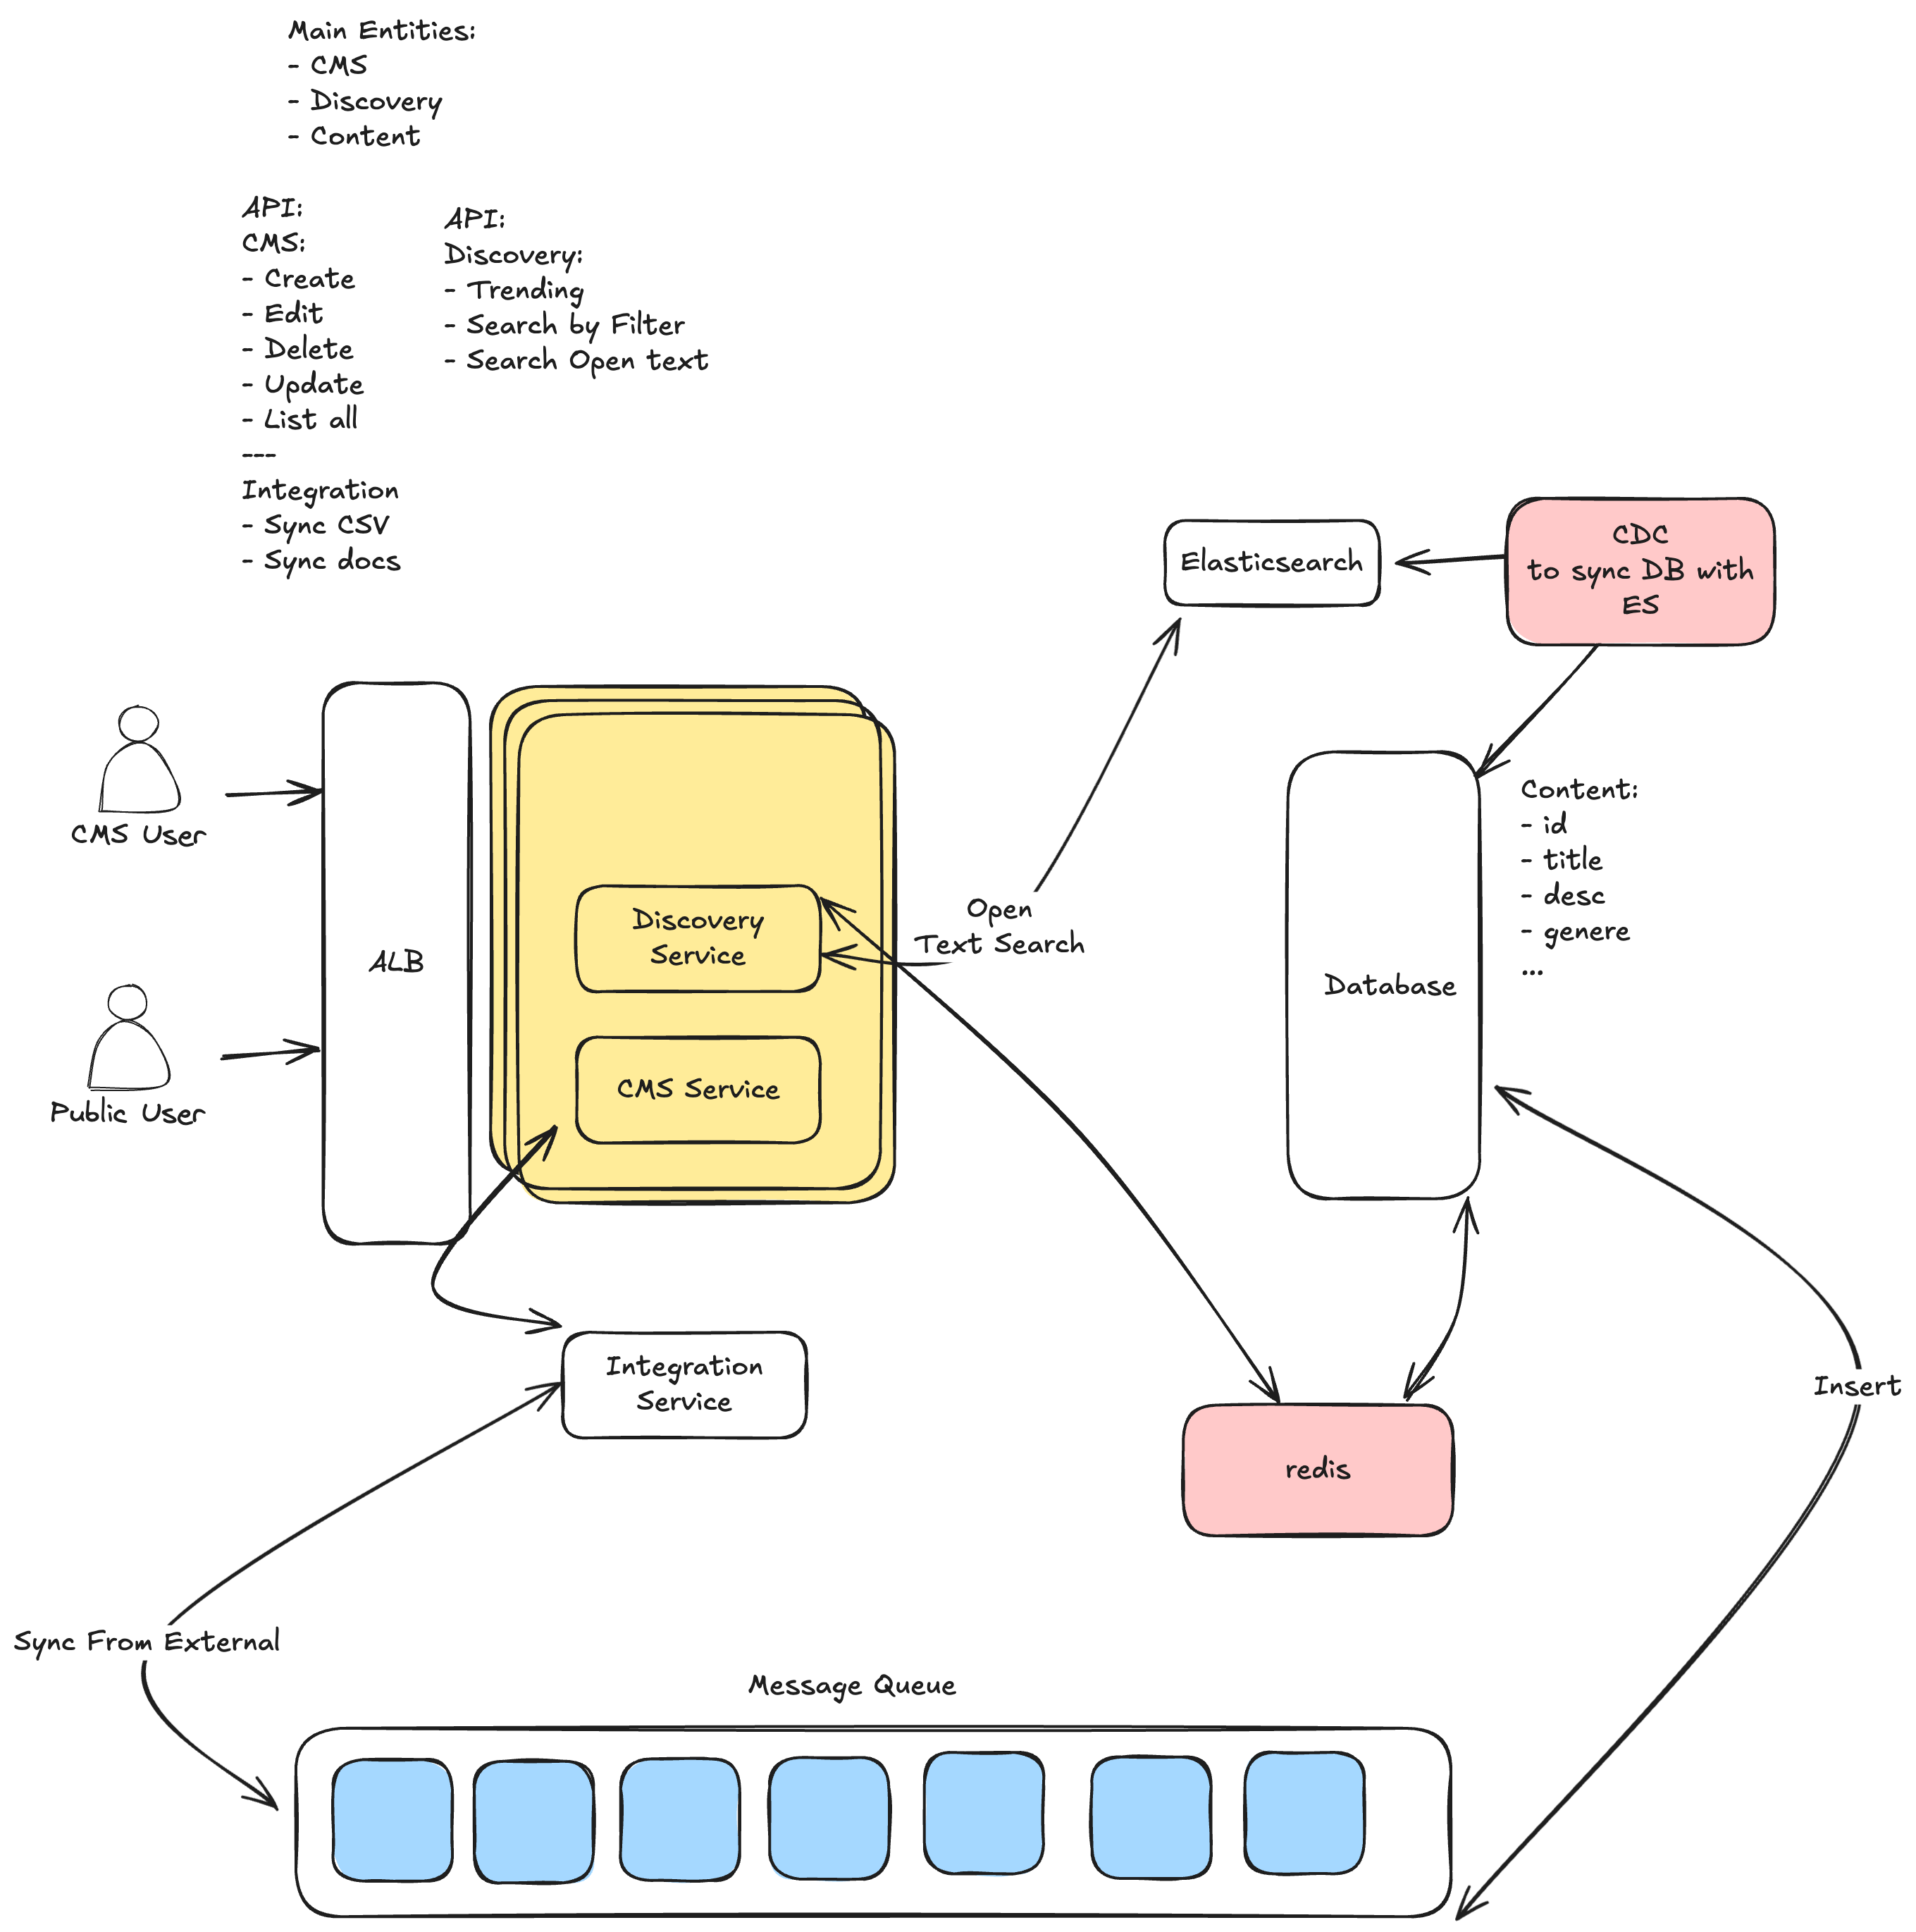 Main Entities:
- CMS
- Discovery
- Content
API:
CMS:
- Create
- Edit
- Delete
- Update
- List all
---
Integration
- Sync CSV
- Sync docs
API:
Discovery:
- Trending
- Search by Filter
- Search Open text
Elasticsearch
CDC
to sync DB with
ES
CMS User
Public User
ALB
Discovery
Service
CMS Service
Open
Text Search
Database
Content:
- id
- title
- desc
- genere
...
Integration
Service
redis
Insert
Sync From External
Message Queue